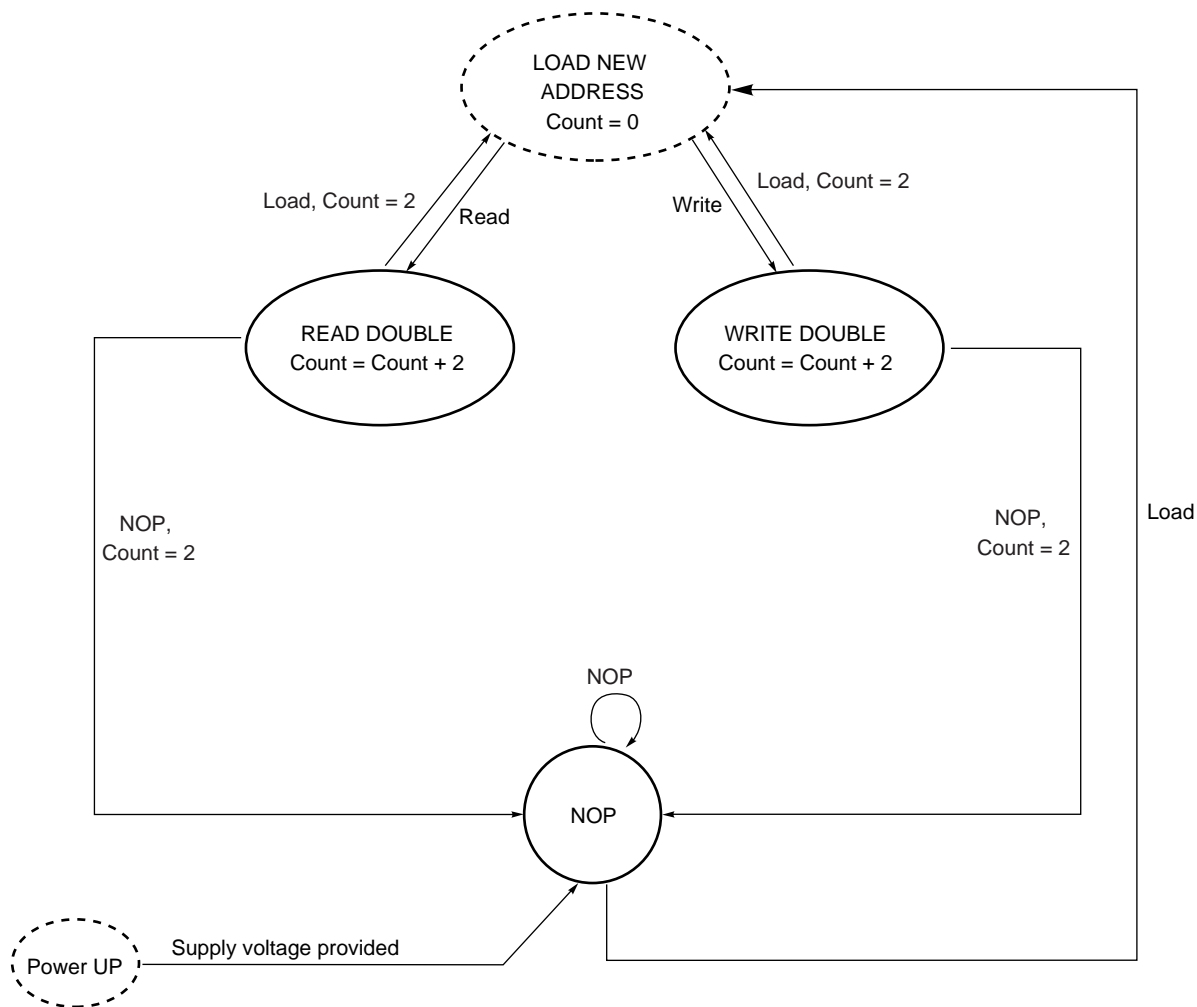 LOAD NEW
ADDRESS
Count = 0
Load, Count = 2
Read
Write
Load, Count = 2
READ DOUBLE
Count = Count + 2
WRITE DOUBLE
Count = Count + 2
NOP,
Count = 2
NOP,
Count = 2
Load
NOP
NOP
Supply voltage provided
Power UP